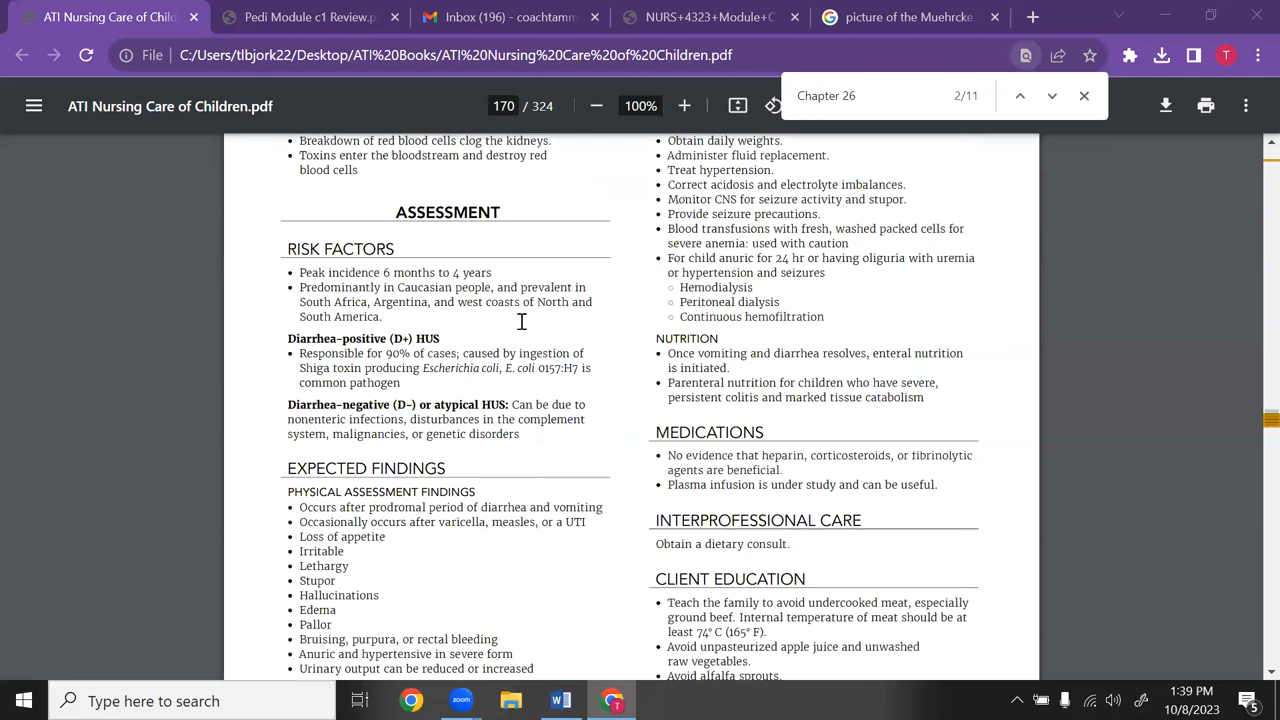 ATI Nursing Care of Child
Pedi Module c1 Review.p
Inbox (196) - coachtamm
NURS+4323+Module+C
picture of the Muehrcke
File
C:/Users/tlbjork22/Desktop/ATI%20Books/ATI%20Nursing%20Care%20of%20Children.pdf
T
ATI Nursing Care of Children.pdf
170 / 324
100%
Chapter 26
2/11
Breakdown of red blood cells clog the kidneys.
Toxins enter the bloodstream and destroy red
blood cells
ASSESSMENT
RISK FACTORS
• Peak incidence 6 months to 4 years
• Predominantly in Caucasian people, and prevalent in
South Africa, Argentina, and west coasts of North and
South America.
Diarrhea-positive (D+) HUS
• Responsible for 90% of cases; caused by ingestion of
Shiga toxin producing Escherichia coli, E. coli 0157:H7 is
common pathogen
Diarrhea-negative (D-) or atypical HUS: Can be due to
nonenteric infections, disturbances in the complement
system, malignancies, or genetic disorders
EXPECTED FINDINGS
PHYSICAL ASSESSMENT FINDINGS
• Occurs after prodromal period of diarrhea and vomiting
• Occasionally occurs after varicella, measles, or a UTI
• Loss of appetite
• Irritable
• Lethargy
• Stupor
• Hallucinations
• Edema
• Pallor
• Bruising, purpura, or rectal bleeding
• Anuric and hypertensive in severe form
• Urinary output can be reduced or increased
• Obtain daily weights.
• Administer fluid replacement.
• Treat hypertension.
• Correct acidosis and electrolyte imbalances.
• Monitor CNS for seizure activity and stupor.
• Provide seizure precautions.
• Blood transfusions with fresh, washed packed cells for
severe anemia: used with caution
• For child anuric for 24 hr or having oliguria with uremia
or hypertension and seizures
○ Hemodialysis
○ Peritoneal dialysis
○ Continuous hemofiltration
NUTRITION
• Once vomiting and diarrhea resolves, enteral nutrition
is initiated.
• Parenteral nutrition for children who have severe,
persistent colitis and marked tissue catabolism
MEDICATIONS
• No evidence that heparin, corticosteroids, or fibrinolytic
agents are beneficial.
• Plasma infusion is under study and can be useful.
INTERPROFESSIONAL CARE
Obtain a dietary consult.
CLIENT EDUCATION
• Teach the family to avoid undercooked meat, especially
ground beef. Internal temperature of meat should be at
least 74° C (165° F).
• Avoid unpasteurized apple juice and unwashed
raw vegetables.
• Avoid alfalfa sprouts.
Type here to search
1:39 PM
10/8/2023
5